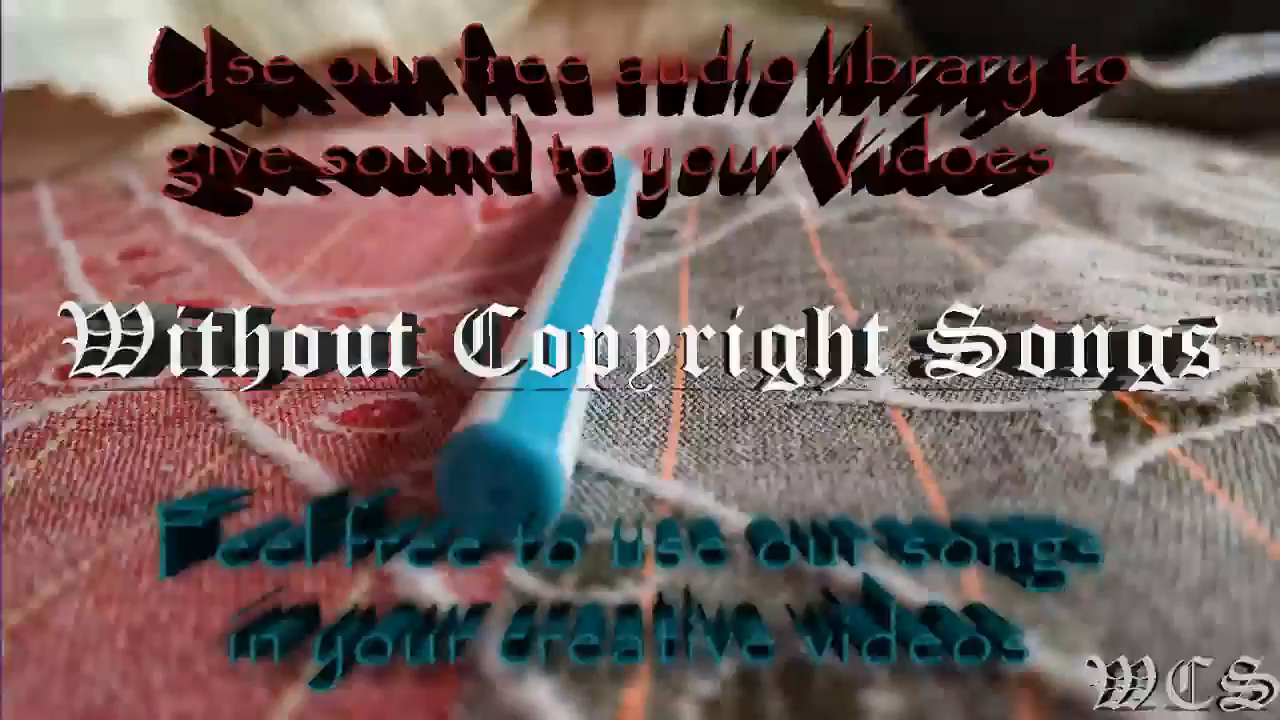 Use our free audio library to
give sound to your Vidoes
Without Copyright Songs
Feel free to use our songs
in your creative videos
WCS